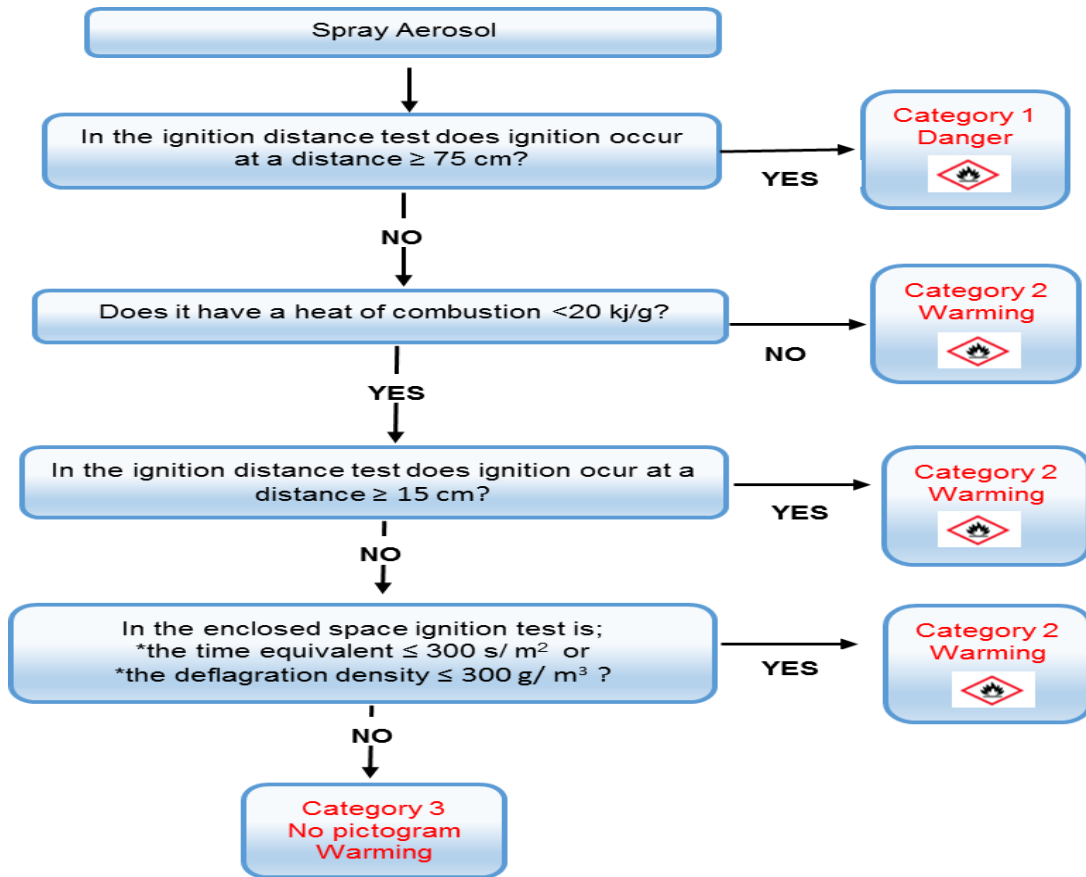 Spray Aerosol
In the ignition distance test does ignition occur
at a distance ≥ 75 cm?
YES
Category 1
Danger
NO
Does it have a heat of combustion <20 kj/g?
NO
Category 2
Warming
YES
In the ignition distance test does ignition ocur at a
distance ≥ 15 cm?
YES
Category 2
Warming
NO
In the enclosed space ignition test is;
*the time equivalent ≤ 300 s/ m² or
*the deflagration density ≤ 300 g/ m³ ?
YES
Category 2
Warming
NO
Category 3
No pictogram
Warming